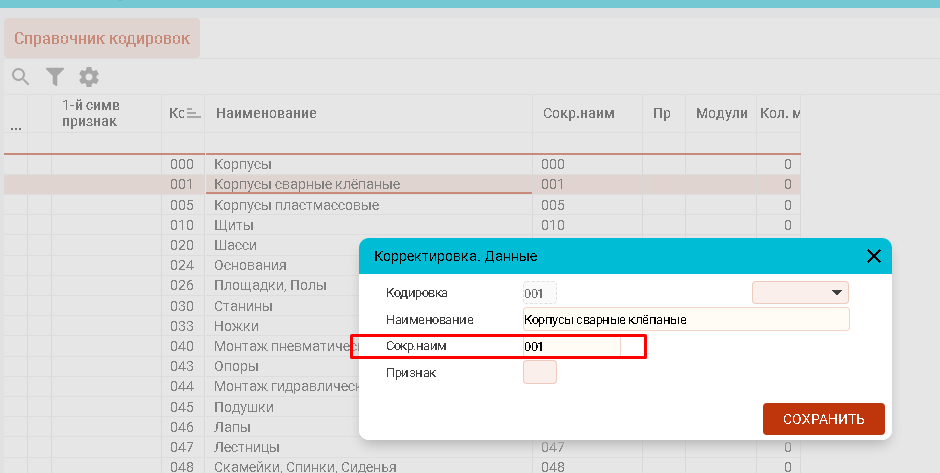 Справочник кодировок
1-й симв признак Кс Наименование Сокр.наим Пр Модули Кол. м
...
000 Корпусы 000 0
001 Корпусы сварные клёпаные 001 0
005 Корпусы пластмассовые 005 0
010 Щиты 010 0
020 Шасси
024 Основания
026 Площадки, Полы
030 Станины
033 Ножки
040 Монтаж пневматичес
043 Опоры
044 Монтаж гидравлическ
045 Подушки
046 Лапы
047 Лестницы 047 0
048 Скамейки, Спинки, Сиденья 048 0
Корректировка. Данные
Кодировка 001
Наименование Корпусы сварные клёпаные
Сокр.наим 001
Признак
СОХРАНИТЬ